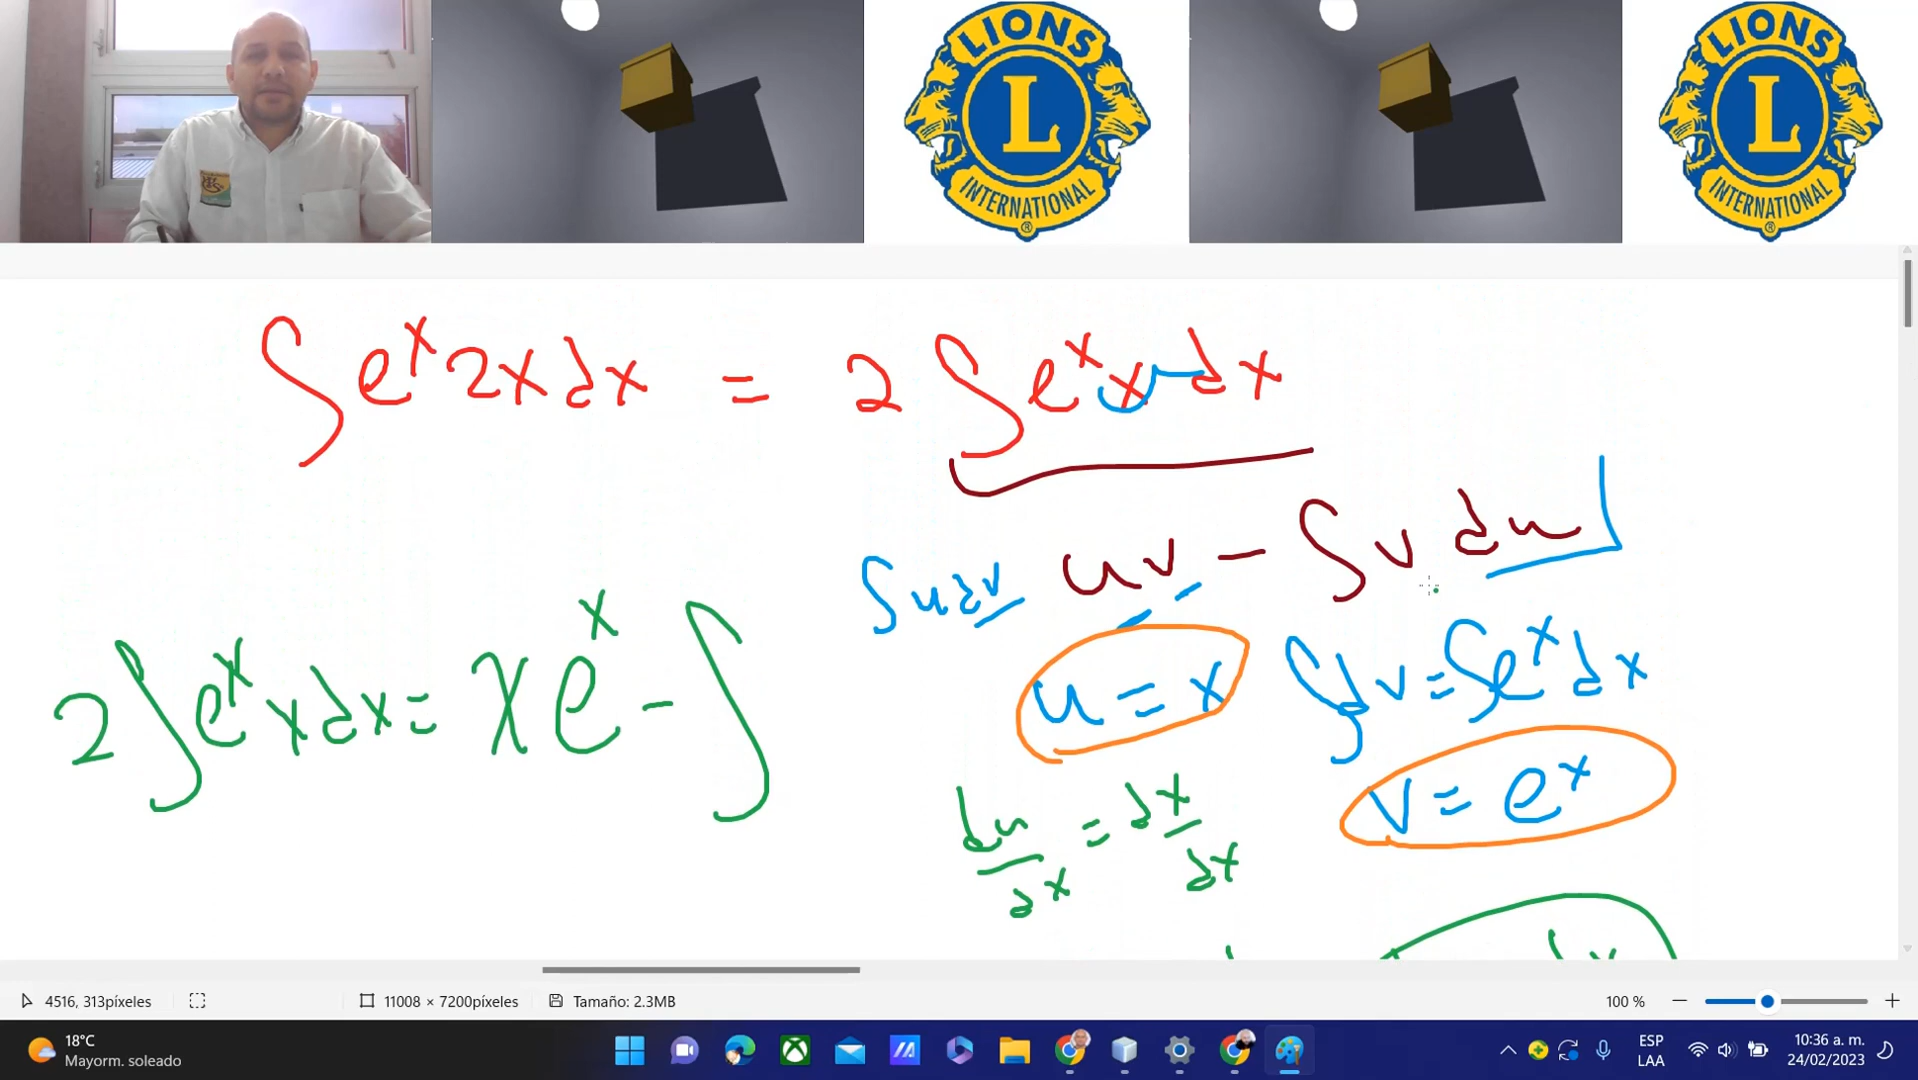 LIONS
L
INTERNATIONAL
®
LIONS
L
INTERNATIONAL
®
∫e^x 2x dx = 2 ∫e^x x dx
∫u dv uv - ∫v du
2∫e^x x dx = x e^x - ∫
u = x ∫dv = ∫e^x dx
v = e^x
du/dx = dx/dx
dx
4516, 313píxeles
11008 × 7200píxeles
Tamaño: 2.3MB
100 %
18°C
Mayorm. soleado
ESP
LAA
10:36 a. m.
24/02/2023